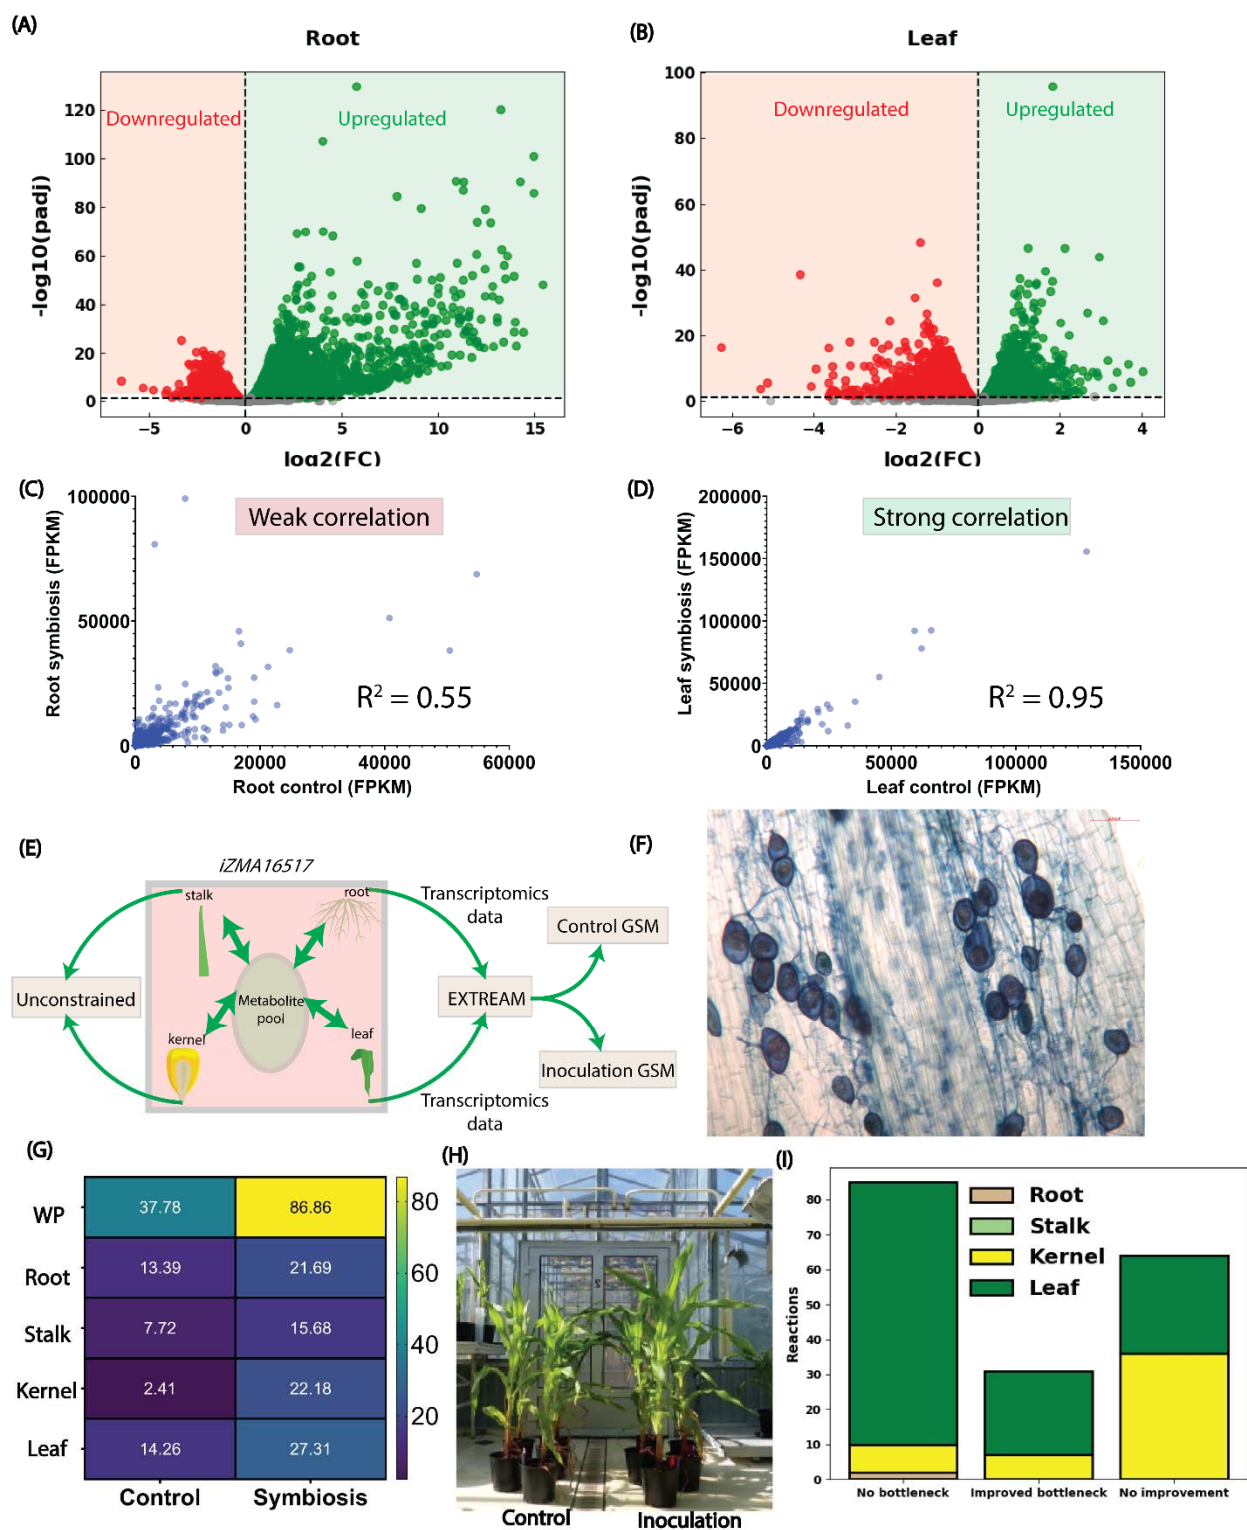 (A)
Root
Downregulated
Upregulated
-log10(padj)
120
100
80
60
40
20
0
−5
0
5
10
15
log2(FC)
(B)
Leaf
Downregulated
Upregulated
-log10(padj)
100
80
60
40
20
0
−6
−4
−2
0
2
4
log2(FC)
(C)
Weak correlation
Root symbiosis (FPKM)
100000
50000
0
R² = 0.55
0
20000
40000
60000
Root control (FPKM)
(D)
Strong correlation
Leaf symbiosis (FPKM)
200000
150000
100000
50000
0
R² = 0.95
0
50000
100000
150000
Leaf control (FPKM)
(E)
iZMA16517
stalk
root
Metabolite
pool
kernel
leaf
Unconstrained
Transcriptomics
data
EXTREAM
Transcriptomics
data
Control GSM
Inoculation GSM
(F)
(G)
WP
37.78
86.86
Root
13.39
21.69
Stalk
7.72
15.68
Kernel
2.41
22.18
Leaf
14.26
27.31
Control
Symbiosis
80
60
40
20
(H)
2
Control
Inoculation
(I)
Root
Stalk
Kernel
Leaf
Reactions
80
70
60
50
40
30
20
10
0
No bottleneck
Improved bottleneck
No improvement